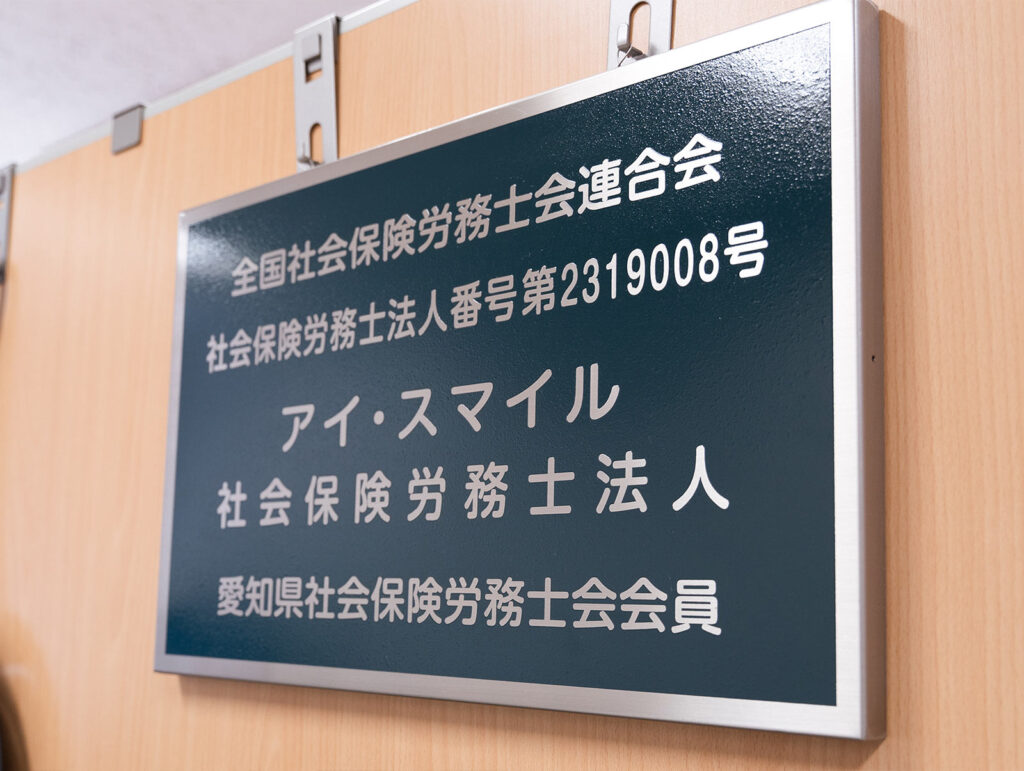 全国社会保険労務士会連合会
社会保険労務士法人番号第2319008号
アイ・スマイル
社会保険労務士法人
愛知県社会保険労務士会会員